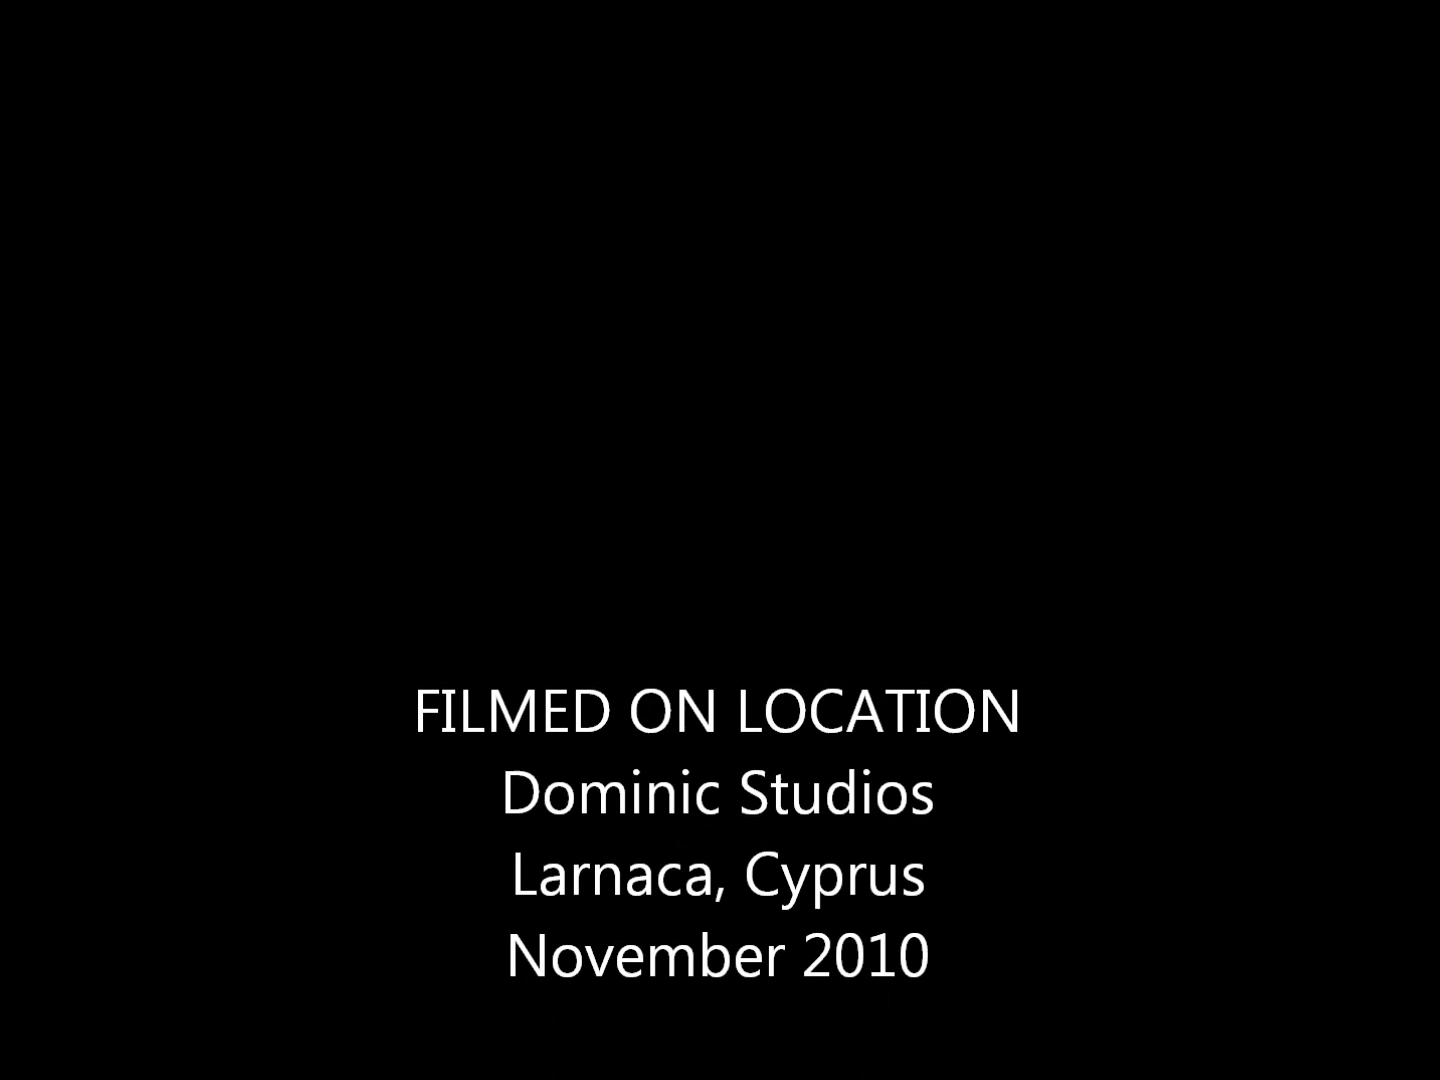 FILMED ON LOCATION
Dominic Studios
Larnaca, Cyprus
November 2010